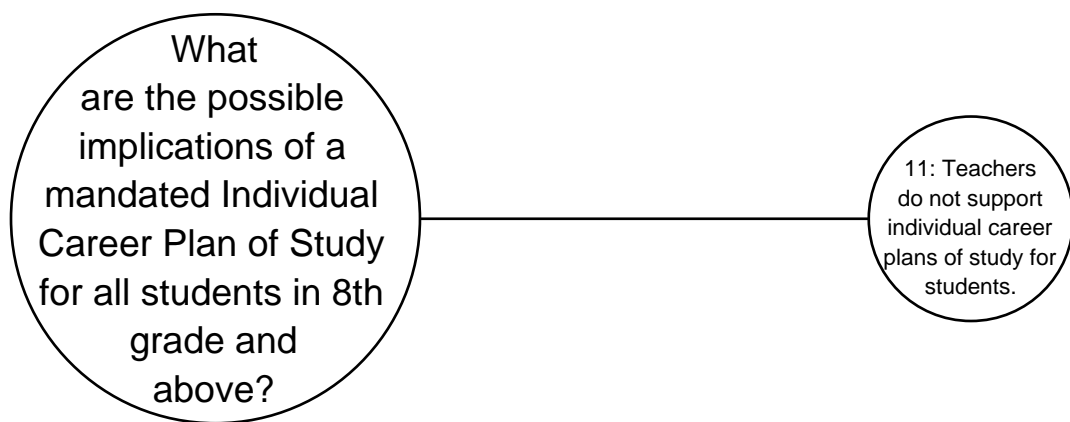 What
are the possible
implications of a
mandated Individual
Career Plan of Study
for all students in 8th
grade and
above?
11: Teachers
do not support
individual career
plans of study for
students.